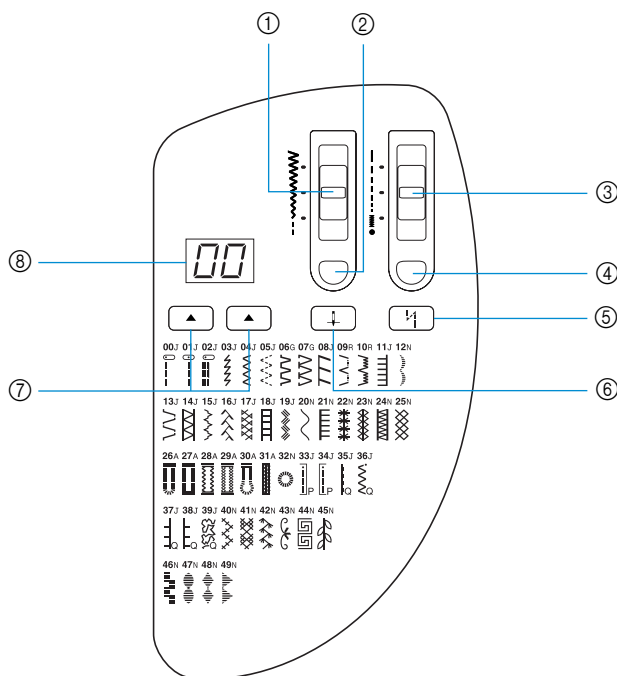 ① ②
③
⑧ 00 ④
⑤
00J 01J 02J 03J 04J 05J 06G 07G 08J 09R 10R 11J 12N
⑦ ⑥
13J 14J 15J 16J 17J 18J 19J 20N 21N 22N 23N 24N 25N
26A 27A 28A 29A 30A 31A 32N 33J 34J 35J 36J
P P Q Q
37J 38J 39J 40N 41N 42N 43N 44N 45N
Q Q Q
46N 47N 48N 49N